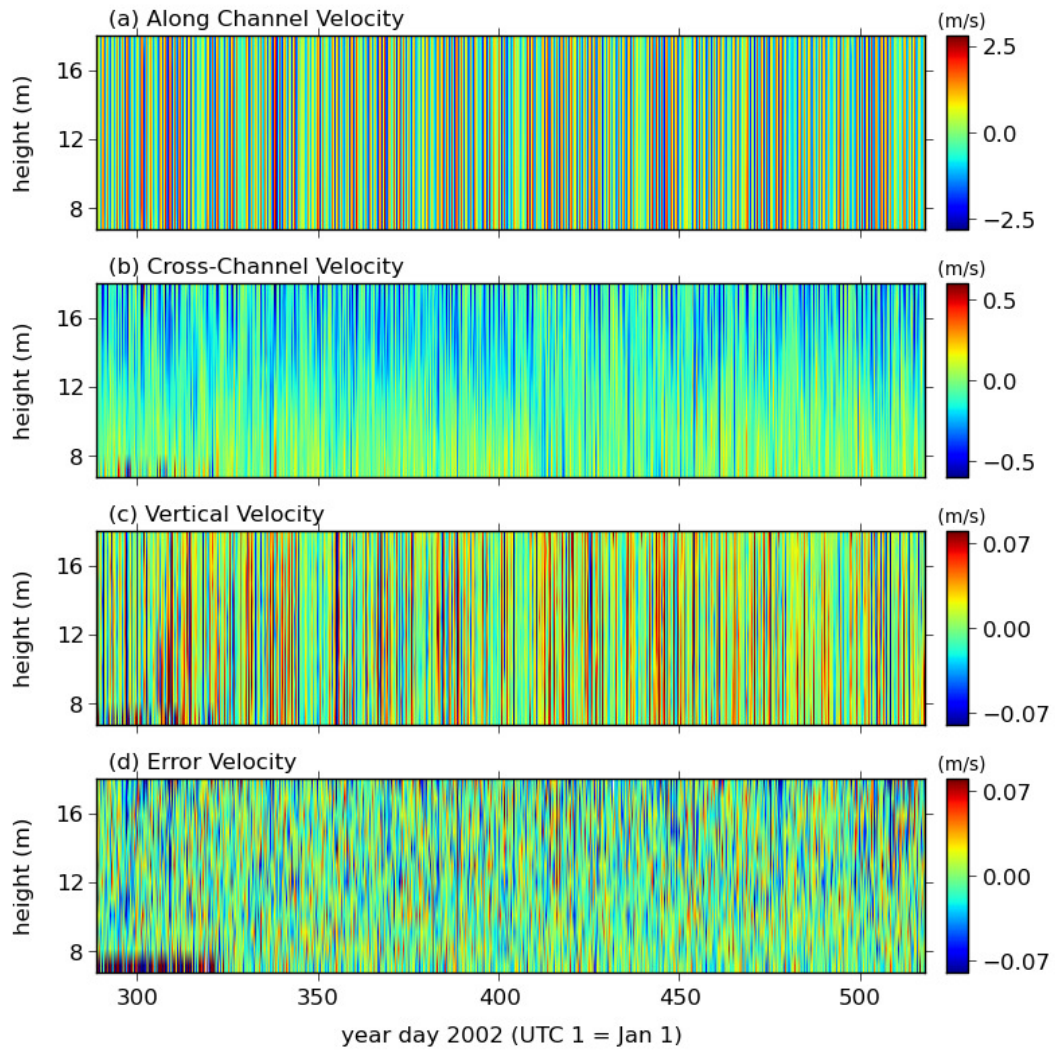 (a) Along Channel Velocity
(m/s)
height (m)
16
12
8
2.5
0.0
−2.5
(b) Cross-Channel Velocity
(m/s)
height (m)
16
12
8
0.5
0.0
−0.5
(c) Vertical Velocity
(m/s)
height (m)
16
12
8
0.07
0.00
−0.07
(d) Error Velocity
(m/s)
height (m)
16
12
8
0.07
0.00
−0.07
300 350 400 450 500
year day 2002 (UTC 1 = Jan 1)